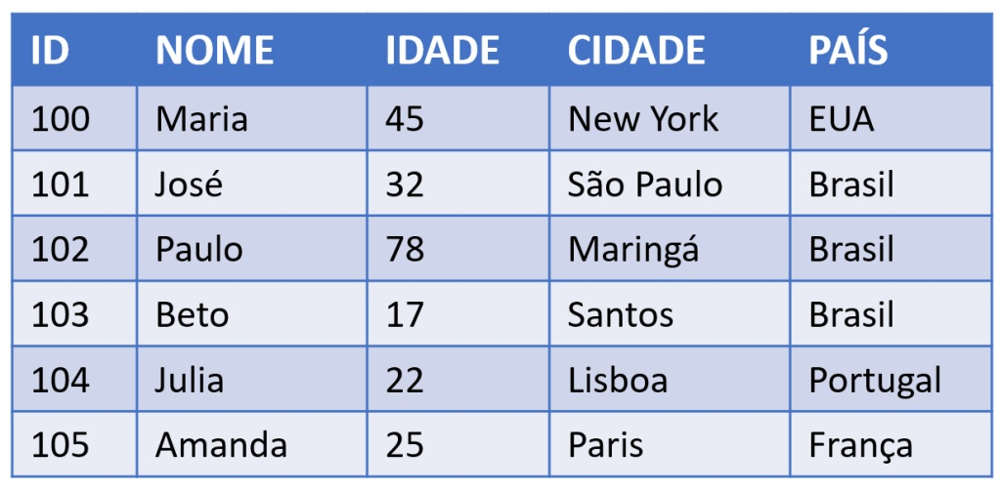 ID NOME IDADE CIDADE PAÍS
100 Maria 45 New York EUA
101 José 32 São Paulo Brasil
102 Paulo 78 Maringá Brasil
103 Beto 17 Santos Brasil
104 Julia 22 Lisboa Portugal
105 Amanda 25 Paris França